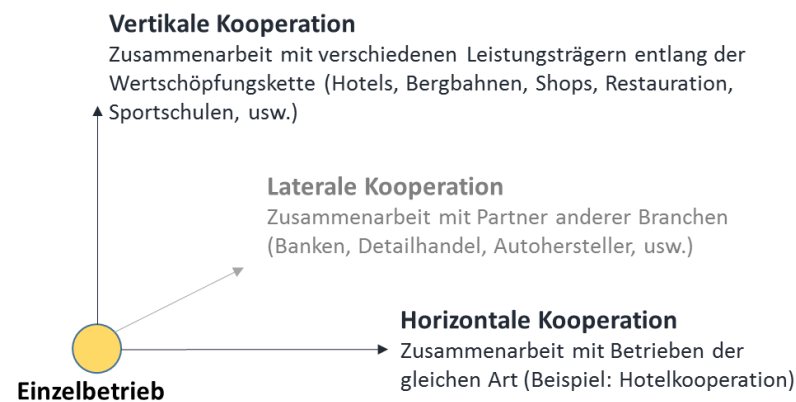 Vertikale Kooperation
Zusammenarbeit mit verschiedenen Leistungsträgern entlang der
Wertschöpfungskette (Hotels, Bergbahnen, Shops, Restauration,
Sportschulen, usw.)
Laterale Kooperation
Zusammenarbeit mit Partner anderer Branchen
(Banken, Detailhandel, Autohersteller, usw.)
Horizontale Kooperation
Zusammenarbeit mit Betrieben der
gleichen Art (Beispiel: Hotelkooperation)
Einzelbetrieb